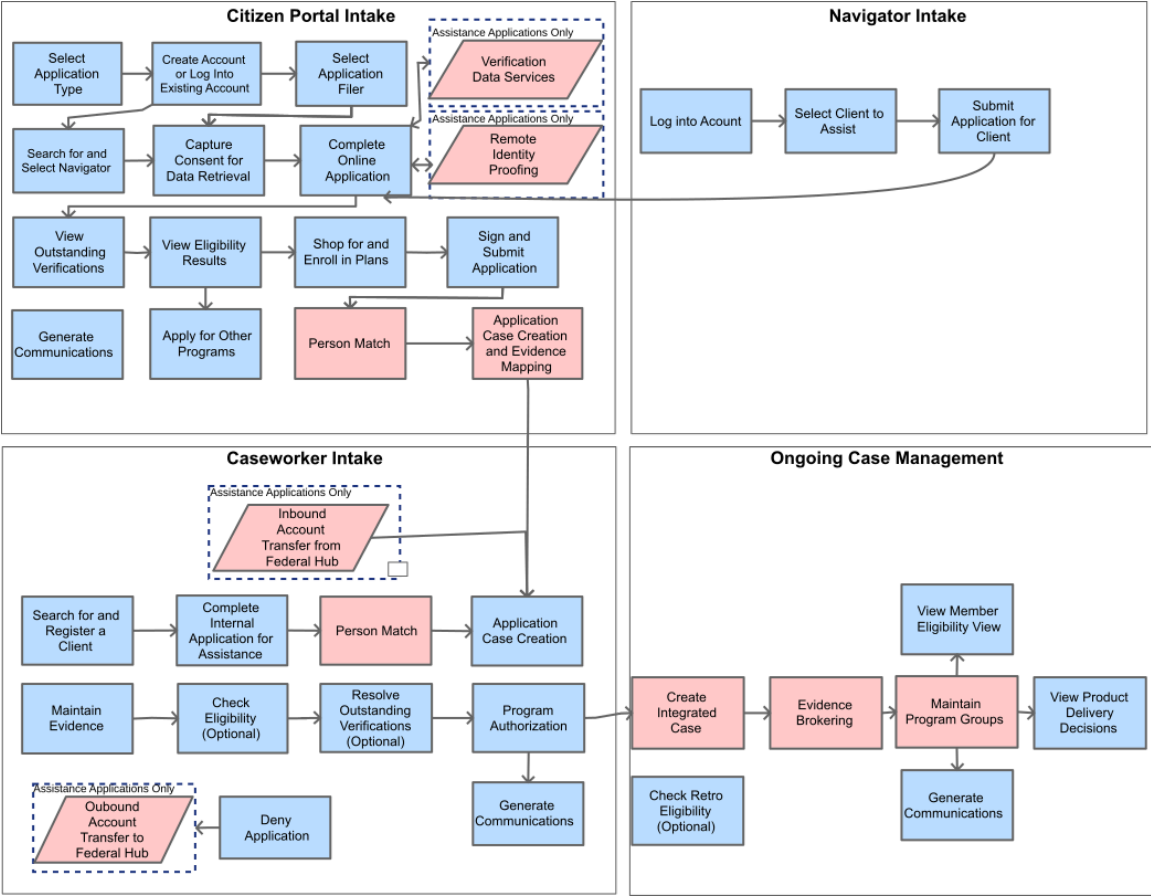 Citizen Portal Intake
Select
Application
Type
Create Account
or Log Into
Existing Account
Select
Application
Filer
Assistance Applications Only
Verification
Data Services
Search for and
Select Navigator
Capture
Consent for
Data Retrieval
Complete
Online
Application
Assistance Applications Only
Remote
Identity
Proofing
View
Outstanding
Verifications
View Eligibility
Results
Shop for and
Enroll in Plans
Sign and
Submit
Application
Generate
Communications
Apply for Other
Programs
Person Match
Application
Case Creation
and Evidence
Mapping
Navigator Intake
Log into Acount
Select Client to
Assist
Submit
Application for
Client
Caseworker Intake
Assistance Applications Only
Inbound
Account
Transfer from
Federal Hub
Search for and
Register a
Client
Complete
Internal
Application for
Assistance
Person Match
Application
Case Creation
Maintain
Evidence
Check
Eligibility
(Optional)
Resolve
Outstanding
Verifications
(Optional)
Program
Authorization
Assistance Applications Only
Oubound
Account
Transfer to
Federal Hub
Deny
Application
Generate
Communications
Ongoing Case Management
View Member
Eligibility View
Create
Integrated
Case
Evidence
Brokering
Maintain
Program Groups
View Product
Delivery
Decisions
Check Retro
Eligibility
(Optional)
Generate
Communications